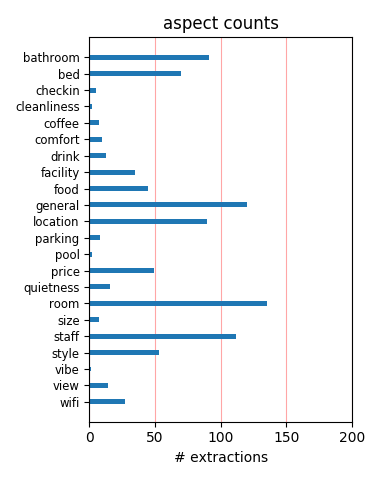 aspect counts
bathroom
bed
checkin
cleanliness
coffee
comfort
drink
facility
food
general
location
parking
pool
price
quietness
room
size
staff
style
vibe
view
wifi
0 50 100 150 200
# extractions